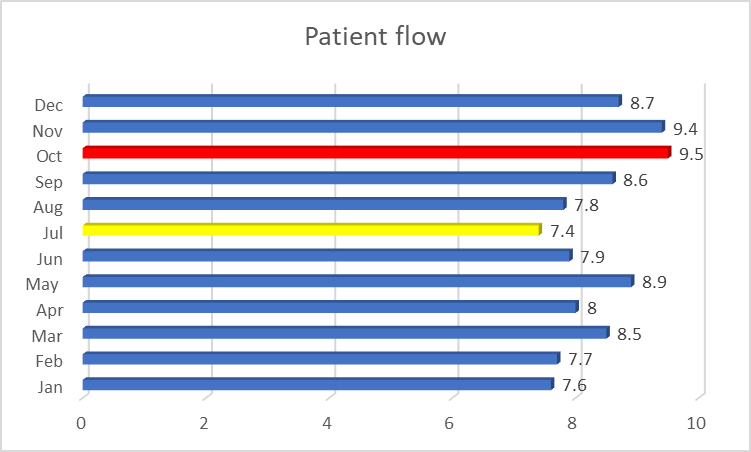 Patient flow
Dec 8.7
Nov 9.4
Oct 9.5
Sep 8.6
Aug 7.8
Jul 7.4
Jun 7.9
May 8.9
Apr 8
Mar 8.5
Feb 7.7
Jan 7.6
0 2 4 6 8 10